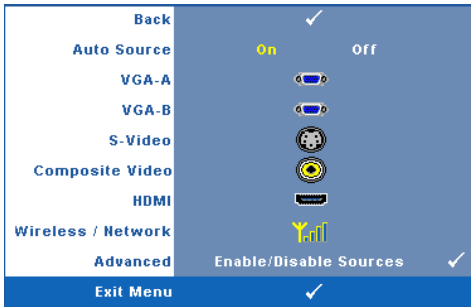 Back
Auto Source On Off
VGA-A
VGA-B
S-Video
Composite Video
HDMI
Wireless / Network
Advanced Enable/Disable Sources
Exit Menu